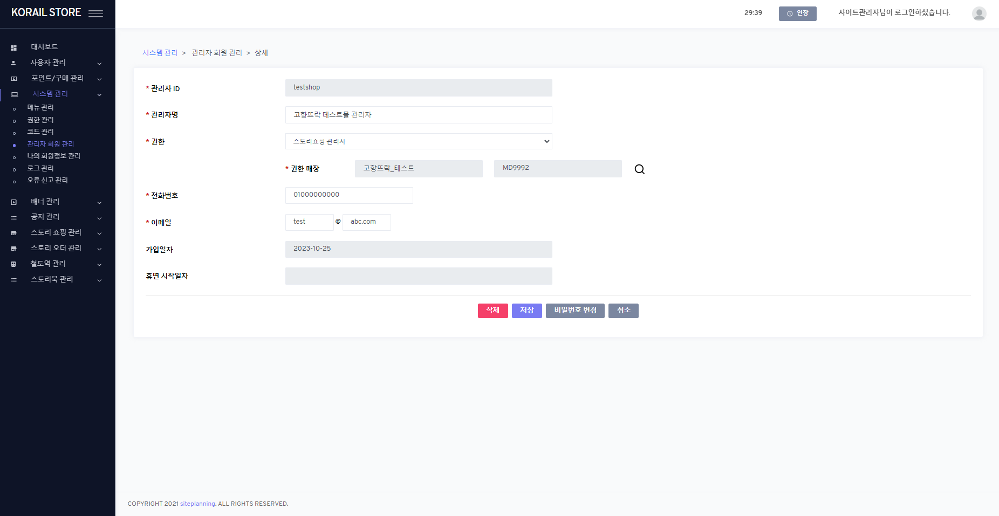 KORAIL STORE
29:39
연장
사이트관리자님이 로그인하셨습니다.
대시보드
사용자 관리
포인트/구매 관리
시스템 관리
메뉴 관리
권한 관리
코드 관리
관리자 회원 관리
나의 회원정보 관리
로그 관리
오류 신고 관리
배너 관리
공지 관리
스토리 쇼핑 관리
스토리 오더 관리
철도역 관리
스토리북 관리
시스템 관리 > 관리자 회원 관리 > 상세
* 관리자 ID testshop
* 관리자명 고향뜨락 테스트몰 관리자
* 권한 스토리쇼핑 관리자
* 권한 매장 고향뜨락_테스트 MD9992
* 전화번호 01000000000
* 이메일 test @ abc.com
가입일자 2023-10-25
휴면 시작일자
삭제 저장 비밀번호 변경 취소
COPYRIGHT 2021 siteplanning. ALL RIGHTS RESERVED.